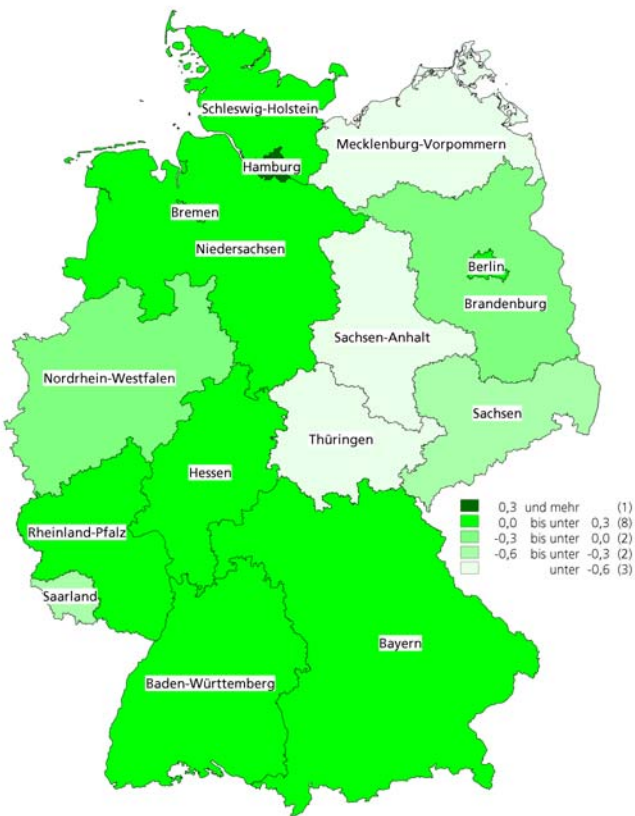 Schleswig-Holstein
Mecklenburg-Vorpommern
Hamburg
Bremen
Niedersachsen
Berlin
Brandenburg
Sachsen-Anhalt
Nordrhein-Westfalen
Sachsen
Thüringen
Hessen
Rheinland-Pfalz
Saarland
Bayern
Baden-Württemberg
0,3 und mehr (1)
0,0 bis unter 0,3 (8)
-0,3 bis unter 0,0 (2)
-0,6 bis unter -0,3 (2)
unter -0,6 (3)